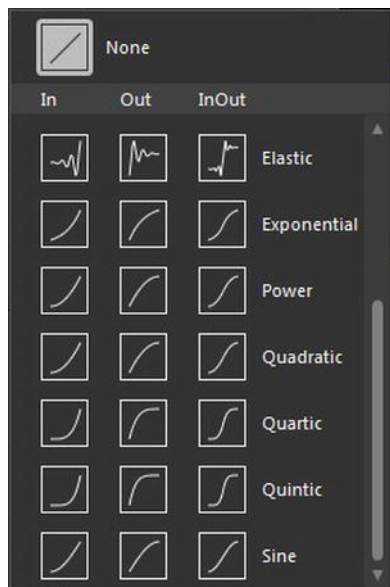 None
In Out InOut
Elastic
Exponential
Power
Quadratic
Quartic
Quintic
Sine